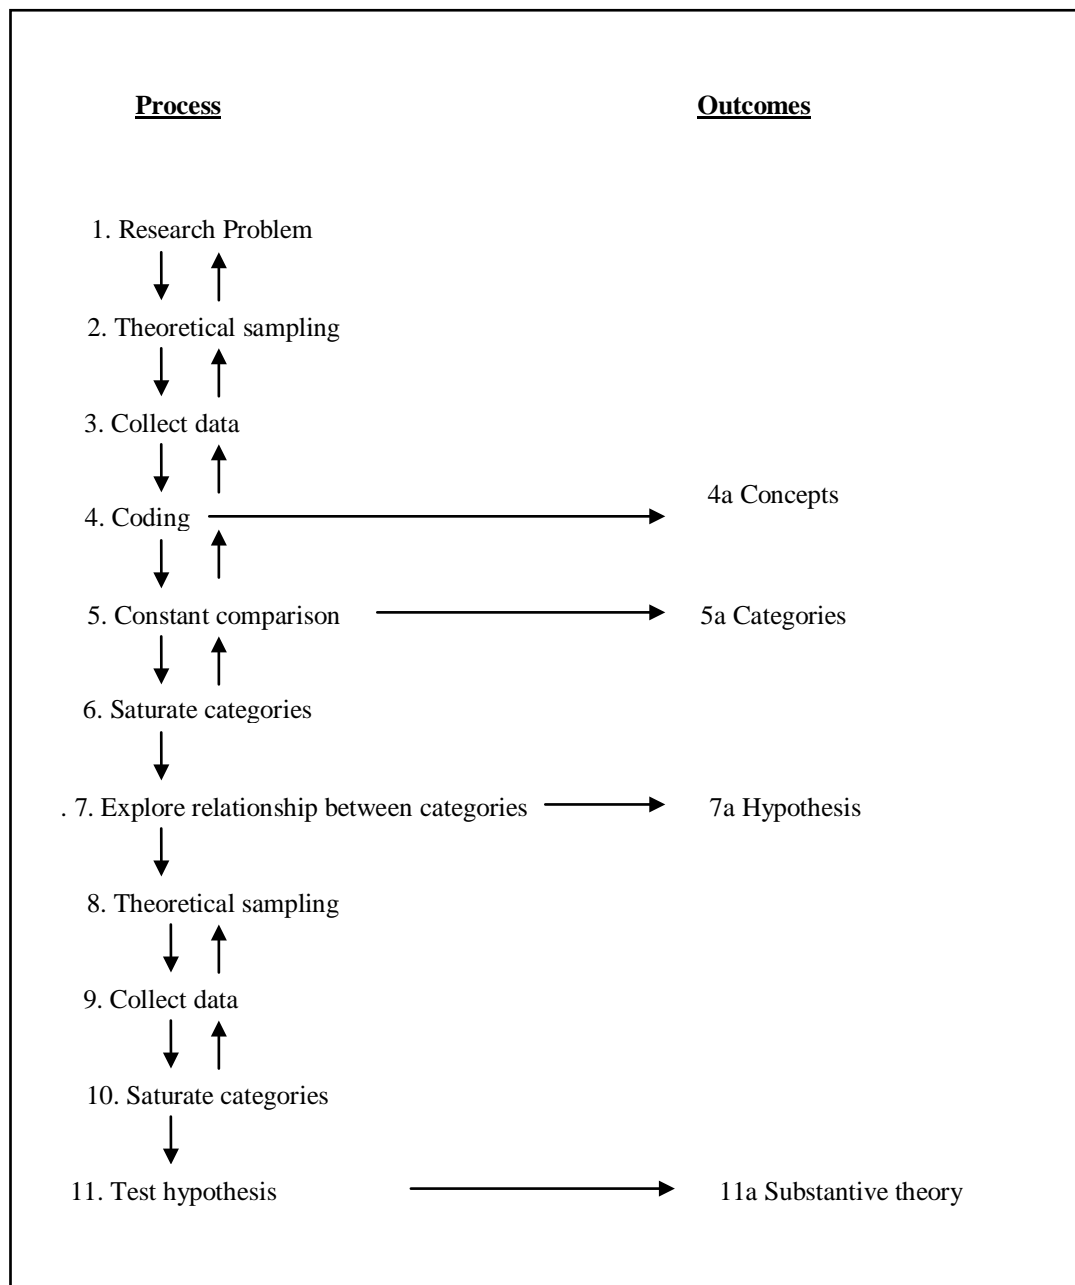 Process Outcomes
1. Research Problem
2. Theoretical sampling
3. Collect data
4a Concepts
4. Coding
5. Constant comparison 5a Categories
6. Saturate categories
. 7. Explore relationship between categories 7a Hypothesis
8. Theoretical sampling
9. Collect data
10. Saturate categories
11. Test hypothesis 11a Substantive theory